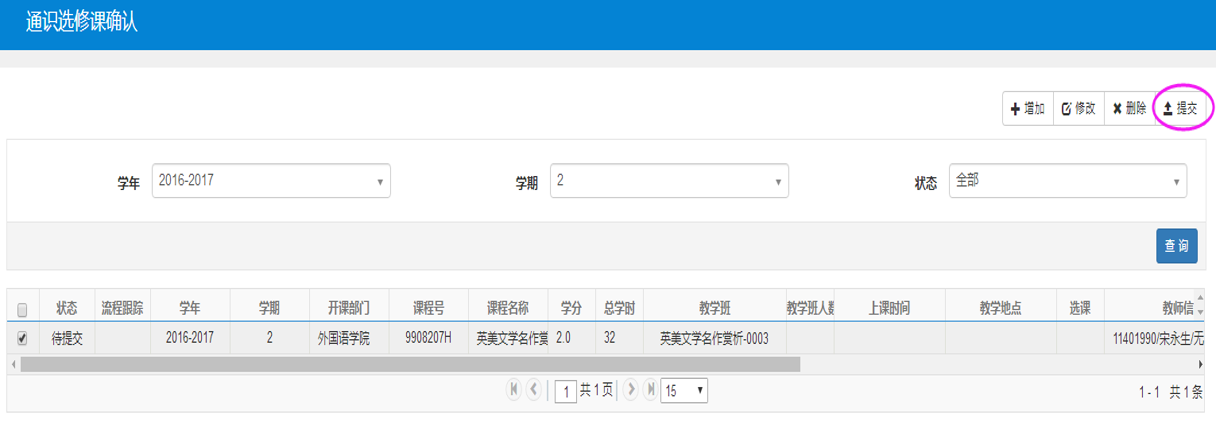 通识选修课确认
增加 修改 删除 提交
学年 2016-2017 学期 2 状态 全部
查 询
状态 流程跟踪 学年 学期 开课部门 课程号 课程名称 学分 总学时 教学班 教学班人数 上课时间 教学地点 选课 教师信
待提交 2016-2017 2 外国语学院 9908207H 英美文学名作赏 2.0 32 英美文学名作赏析-0003 11401990/宋永生/无
1 共 1 页 15 1 - 1 共 1 条